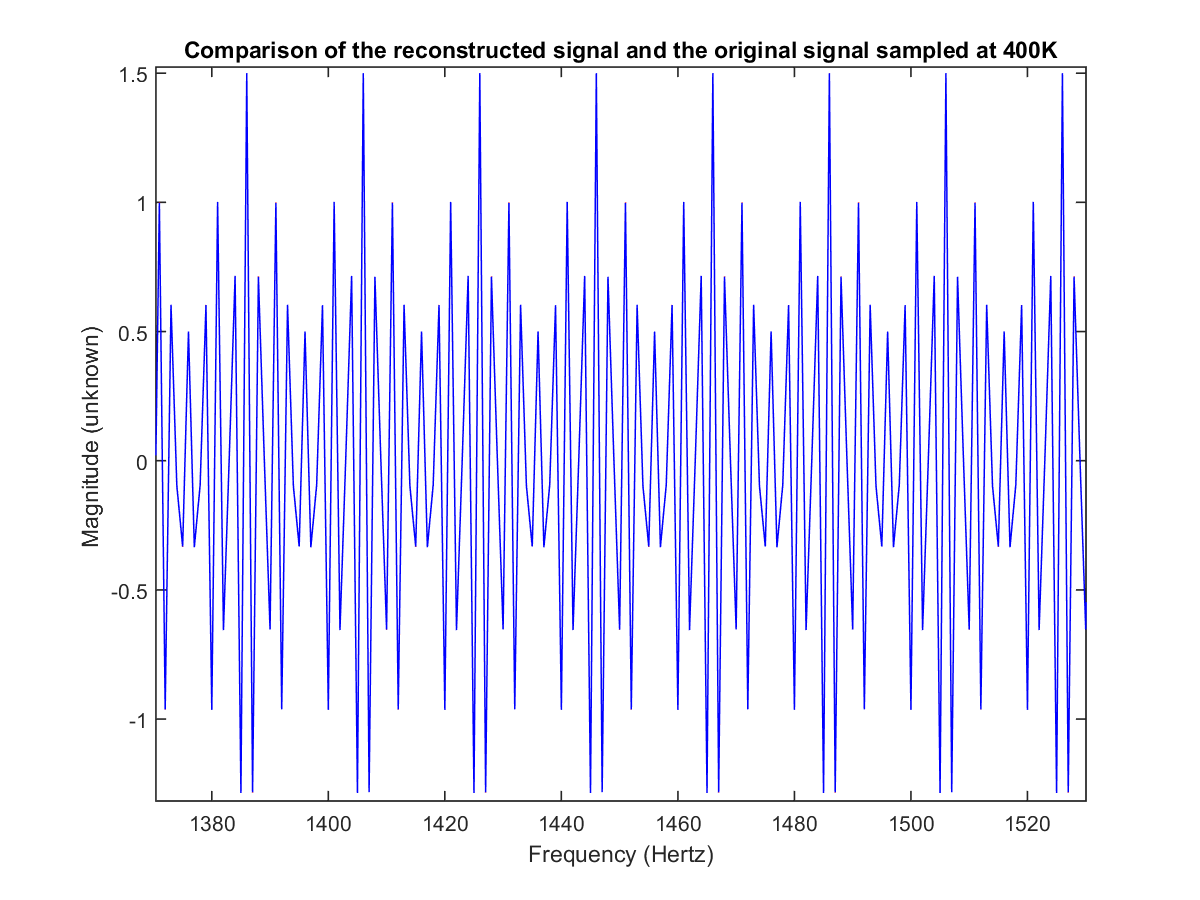 Comparison of the reconstructed signal and the original signal sampled at 400K
1.5
1
0.5
0
-0.5
-1
Magnitude (unknown)
1380 1400 1420 1440 1460 1480 1500 1520
Frequency (Hertz)